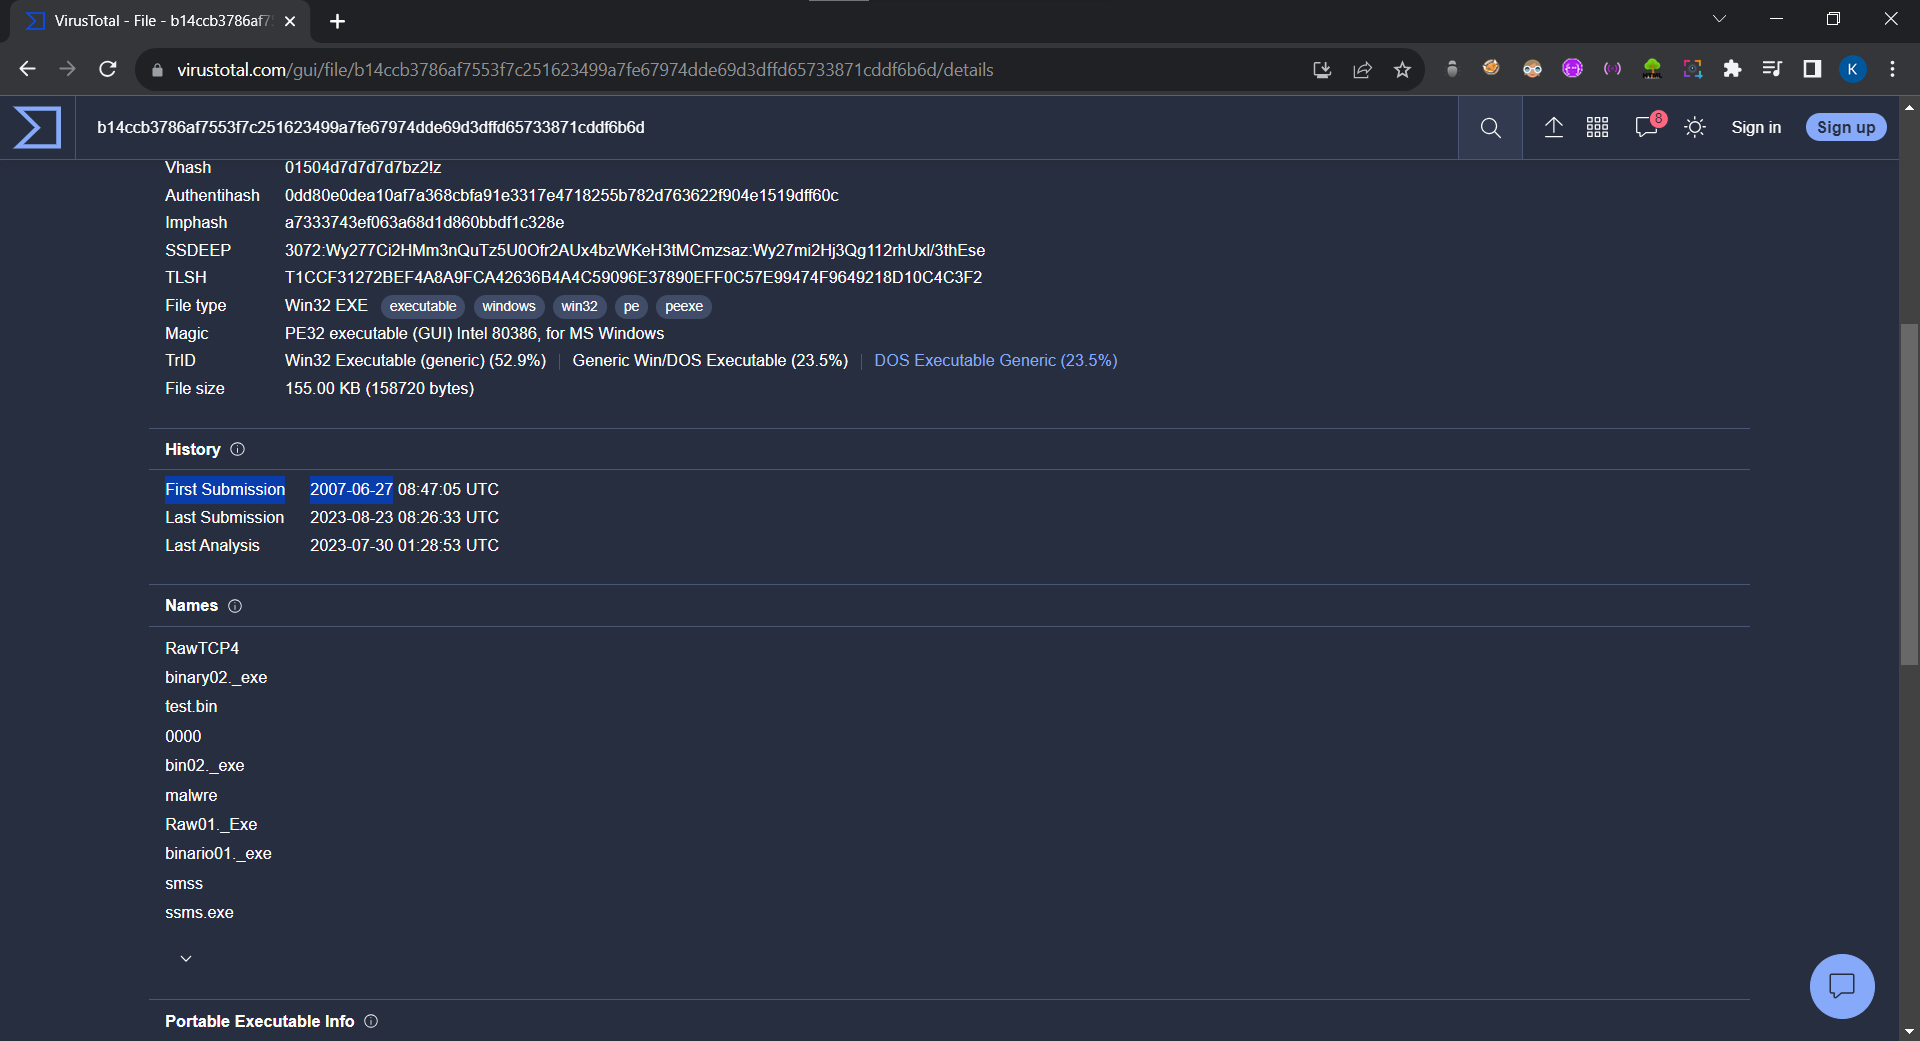 VirusTotal - File - b14ccb3786af75
virustotal.com/gui/file/b14ccb3786af7553f7c251623499a7fe67974dde69d3dffd65733871cddf6b6d/details
K
b14ccb3786af7553f7c251623499a7fe67974dde69d3dffd65733871cddf6b6d
8
Sign in
Sign up
Vhash 01504d7d7d7d7bz2!z
Authentihash 0dd80e0dea10af7a368cbfa91e3317e4718255b782d763622f904e1519dff60c
Imphash a7333743ef063a68d1d860bbdf1c328e
SSDEEP 3072:Wy277Ci2HMm3nQuTz5U0Ofr2AUx4bzWKeH3tMCmzsaz:Wy27mi2Hj3Qg112rhUxl/3thEse
TLSH T1CCF31272BEF4A8A9FCA42636B4A4C59096E37890EFF0C57E99474F9649218D10C4C3F2
File type Win32 EXE executable windows win32 pe peexe
Magic PE32 executable (GUI) Intel 80386, for MS Windows
TrID Win32 Executable (generic) (52.9%) | Generic Win/DOS Executable (23.5%) | DOS Executable Generic (23.5%)
File size 155.00 KB (158720 bytes)
History
First Submission 2007-06-27 08:47:05 UTC
Last Submission 2023-08-23 08:26:33 UTC
Last Analysis 2023-07-30 01:28:53 UTC
Names
RawTCP4
binary02._exe
test.bin
0000
bin02._exe
malwre
Raw01._Exe
binario01._exe
smss
ssms.exe
Portable Executable Info